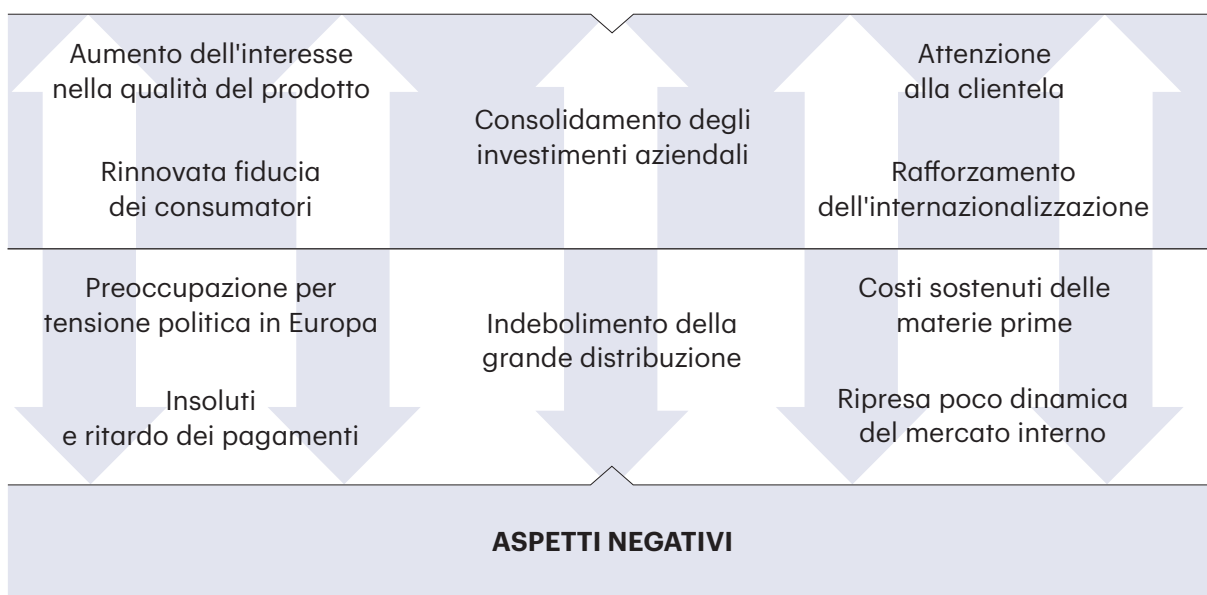 Aumento dell'interesse
nella qualità del prodotto
Rinnovata fiducia
dei consumatori
Consolidamento degli
investimenti aziendali
Attenzione
alla clientela
Rafforzamento
dell'internazionalizzazione
Preoccupazione per
tensione politica in Europa
Insoluti
e ritardo dei pagamenti
Indebolimento della
grande distribuzione
Costi sostenuti delle
materie prime
Ripresa poco dinamica
del mercato interno
ASPETTI NEGATIVI